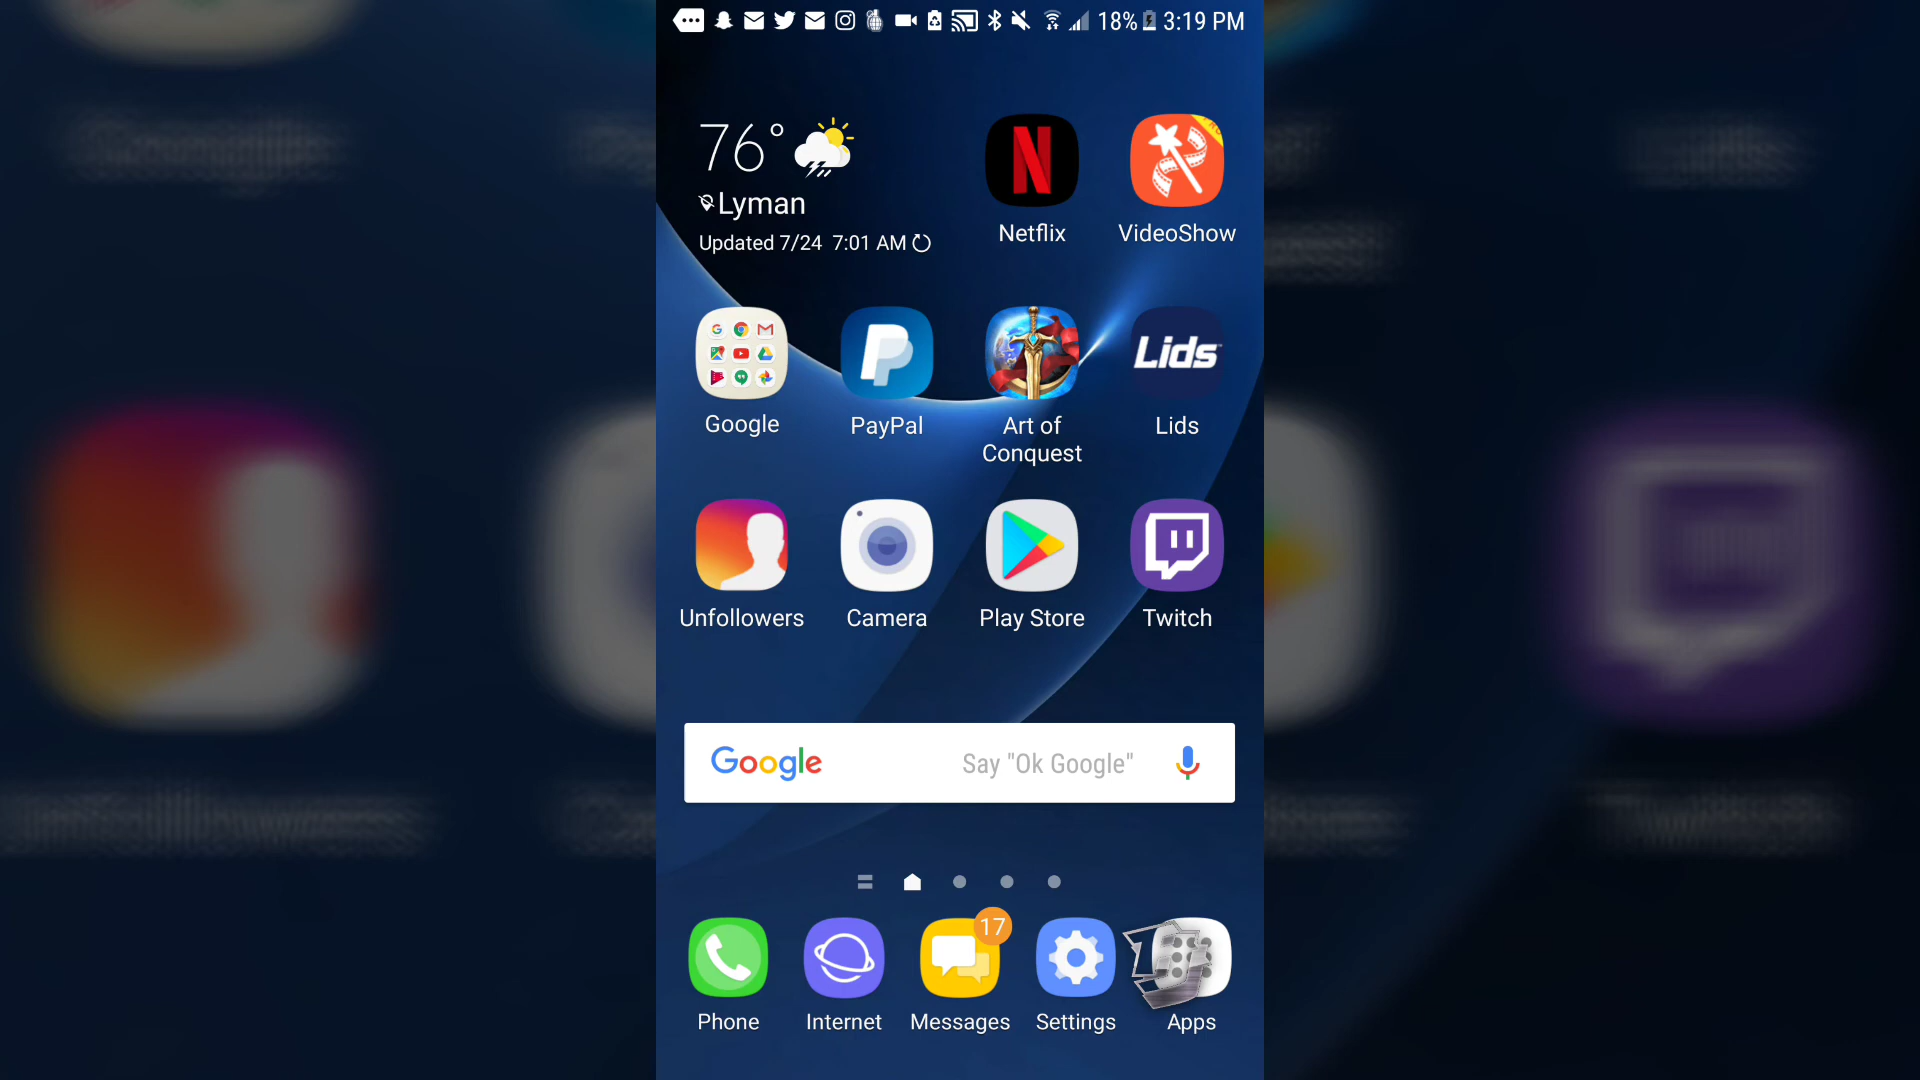 18% 3:19 PM
76°
Lyman
Updated 7/24 7:01 AM
N
Netflix
VideoShow
Lids
Google
PayPal
Art of
Conquest
Lids
Unfollowers
Camera
Play Store
Twitch
Google Say "Ok Google"
17
Phone
Internet
Messages
Settings
Apps